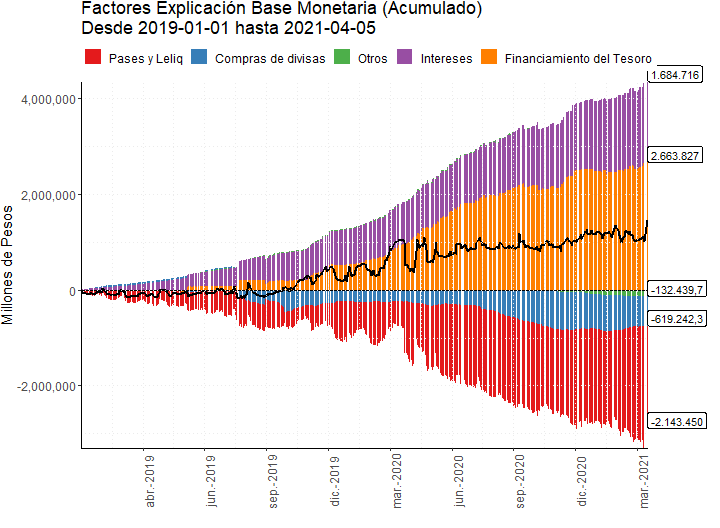 Factores Explicación Base Monetaria (Acumulado)
Desde 2019-01-01 hasta 2021-04-05
Pases y Leliq
Compras de divisas
Otros
Intereses
Financiamiento del Tesoro
Millones de Pesos
4,000,000
2,000,000
0
-2,000,000
1.684.716
2.663.827
-132.439,7
-619.242,3
-2.143.450
abr.-2019
jun.-2019
sep.-2019
dic.-2019
mar.-2020
jun.-2020
sep.-2020
dic.-2020
mar.-2021